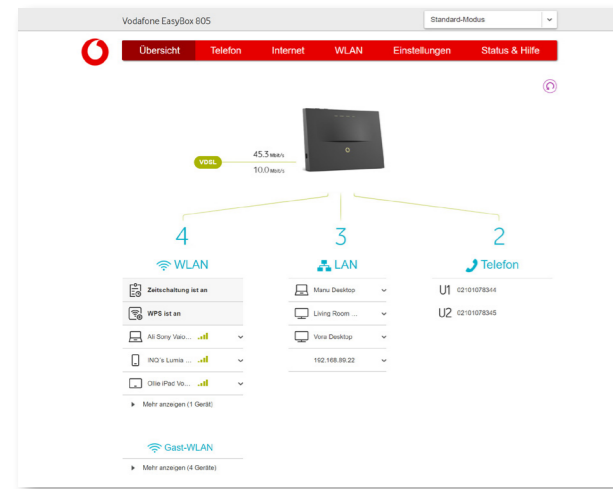 Vodafone EasyBox 805
Standard-Modus
Übersicht Telefon Internet WLAN Einstellungen Status & Hilfe
VDSL
45.3 Mbit/s
10.0 Mbit/s
4 3 2
WLAN LAN Telefon
Zeitschaltung ist an
WPS ist an
Ali Sony Vaio...
INQ's Lumia ...
Ollie iPad Vo...
Mehr anzeigen (1 Gerät)
Manu Desktop
Living Room ...
Vora Desktop
192.168.99.22
U1 02101078344
U2 02101078345
Gast-WLAN
Mehr anzeigen (4 Geräte)